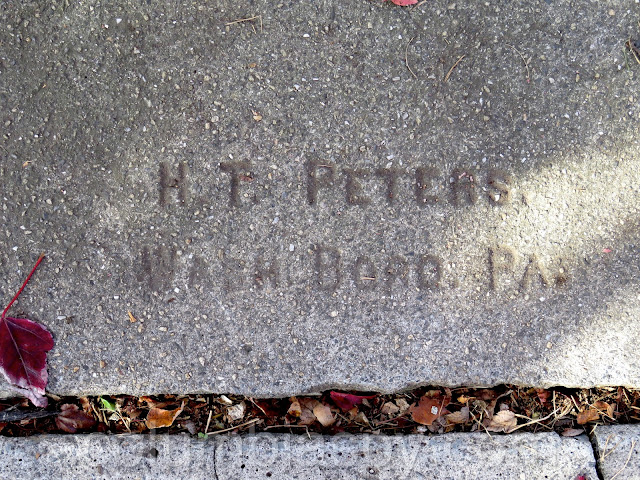 H. T. PETERS.
WASH. BORO. PA.